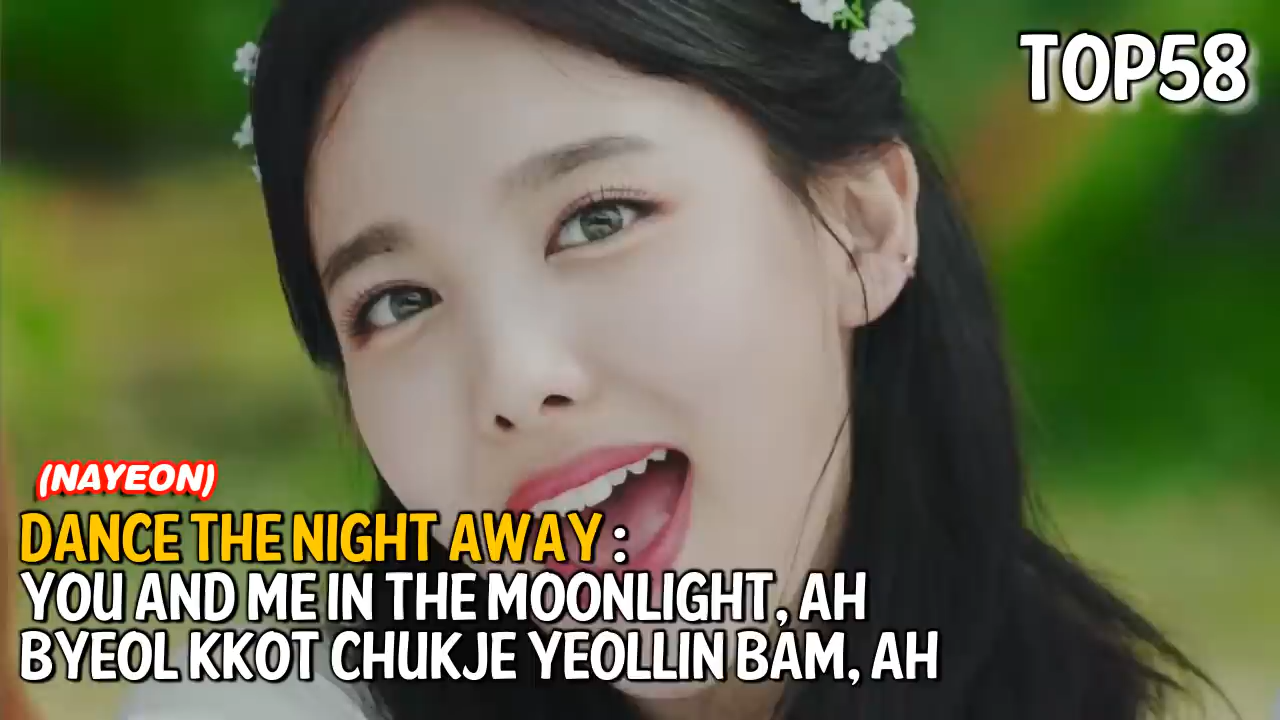 TOP58
(NAYEON)
DANCE THE NIGHT AWAY :
YOU AND ME IN THE MOONLIGHT, AH
BYEOL KKOT CHUKJE YEOLLIN BAM, AH